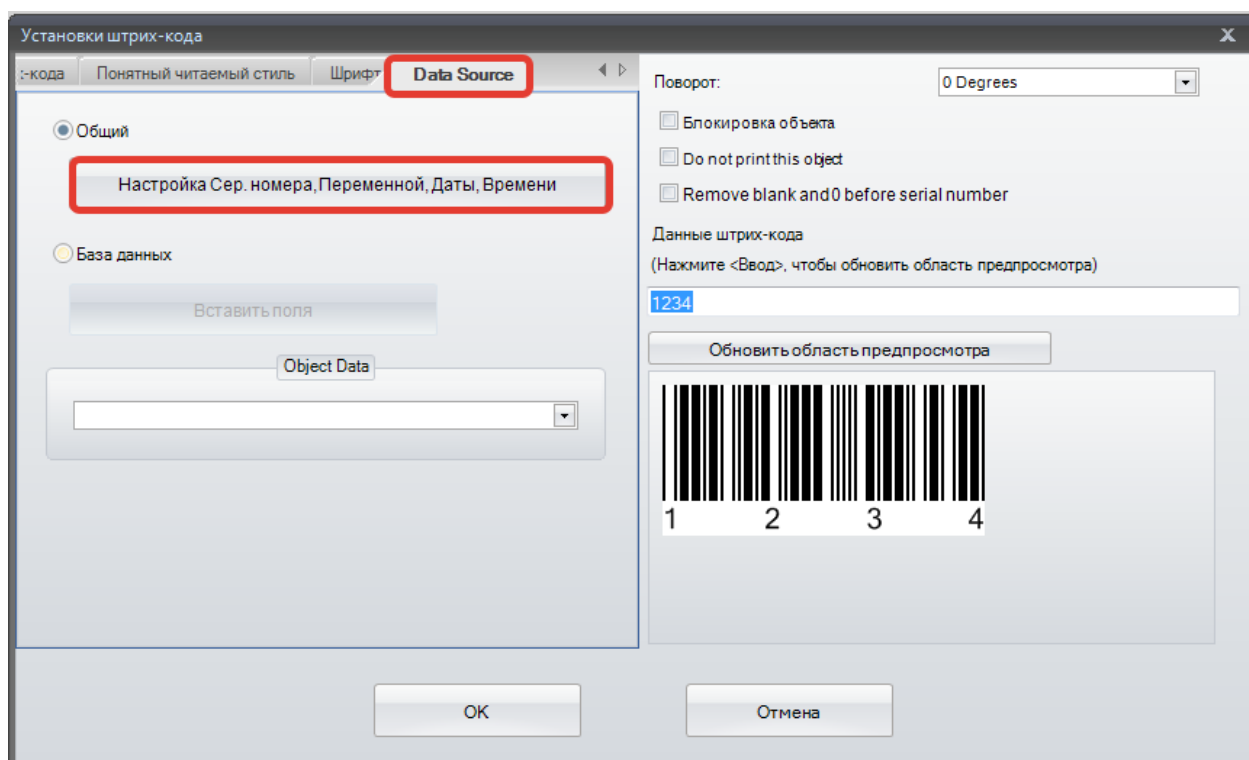 Установки штрих-кода
:-кода
Понятный читаемый стиль
Шрифт
Data Source
Общий
Настройка Сер. номера, Переменной, Даты, Времени
База данных
Вставить поля
Object Data
Поворот:
0 Degrees
Блокировка объекта
Do not print this object
Remove blank and 0 before serial number
Данные штрих-кода
(Нажмите <Ввод>, чтобы обновить область предпросмотра)
1234
Обновить область предпросмотра
1 2 3 4
OK
Отмена